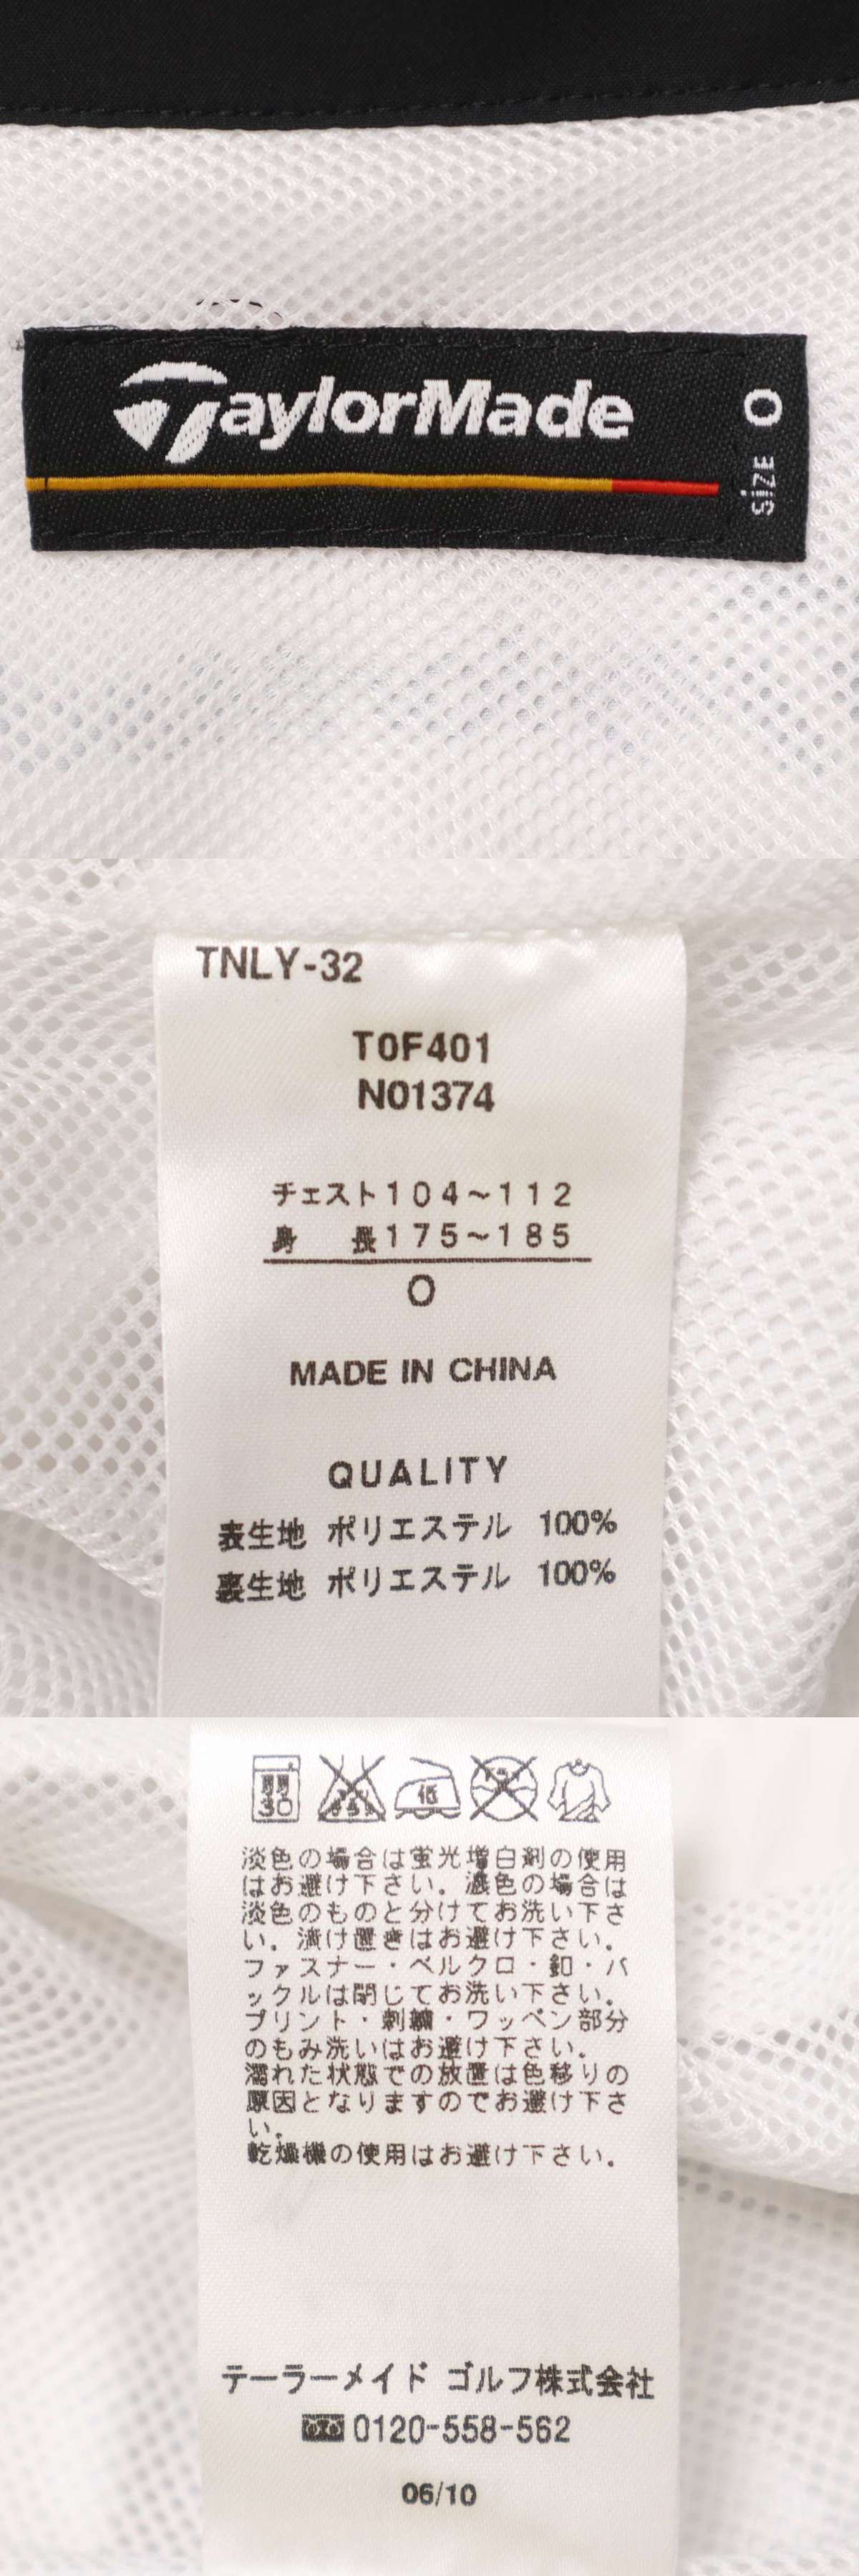 TaylorMade
SIZE O
TNLY-32
T0F401
N01374
チェスト104~112
身 長175~185
O
MADE IN CHINA
QUALITY
表生地 ポリエステル 100%
裏生地 ポリエステル 100%
30
淡色の場合は蛍光増白剤の使用
はお避け下さい。濃色の場合は
淡色のものと分けてお洗い下さ
い。漬け置きはお避け下さい。
ファスナー・ベルクロ・釦・バ
ックルは閉じてお洗い下さい。
プリント・刺繍・ワッペン部分
のもみ洗いはお避け下さい。
濡れた状態での放置は色移りの
原因となりますのでお避け下さ
い。
乾燥機の使用はお避け下さい。
テーラーメイド ゴルフ株式会社
0120-558-562
06/10